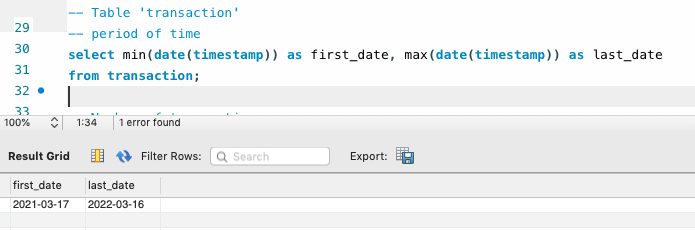 -- Table 'transaction'
29 -- period of time
30 select min(date(timestamp)) as first_date, max(date(timestamp)) as last_date
31 from transaction;
32
33
100% 1:34 1 error found
Result Grid Filter Rows: Search Export:
first_date last_date
2021-03-17 2022-03-16